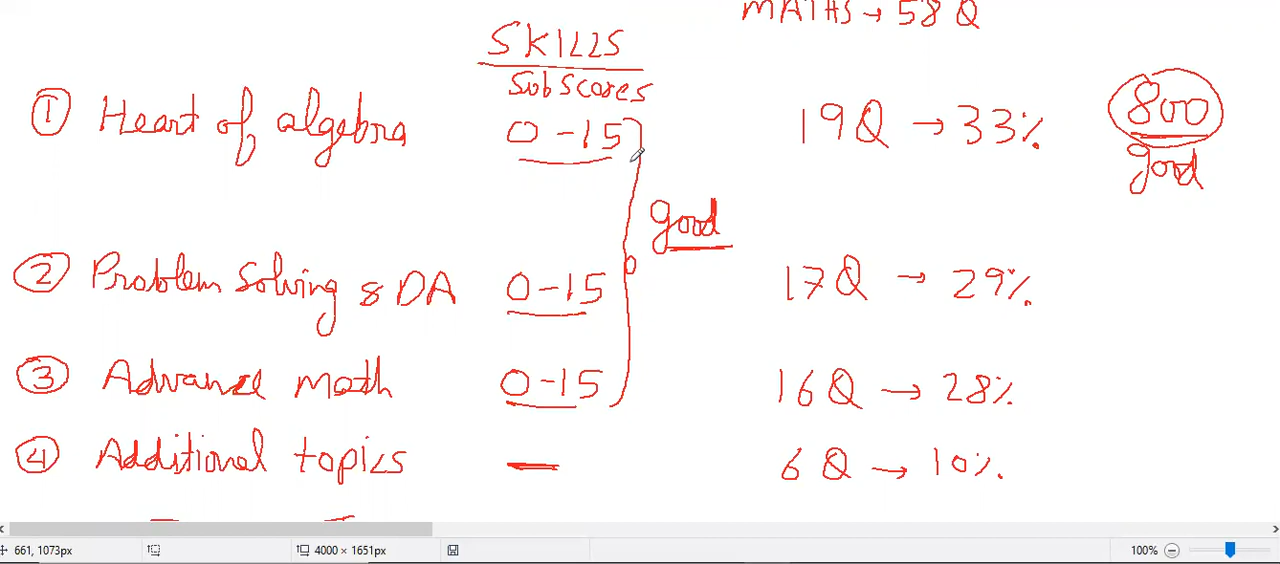 MATHS → 58 Q
SKILLS
Subscores
① Heart of algebra 0-15 19Q → 33% 800
good
good
② Problem Solving & DA 0-15 17Q → 29%
③ Advance math 0-15 16Q → 28%
④ Additional topics — 6Q → 10%
661, 1073px 4000 × 1651px 100%